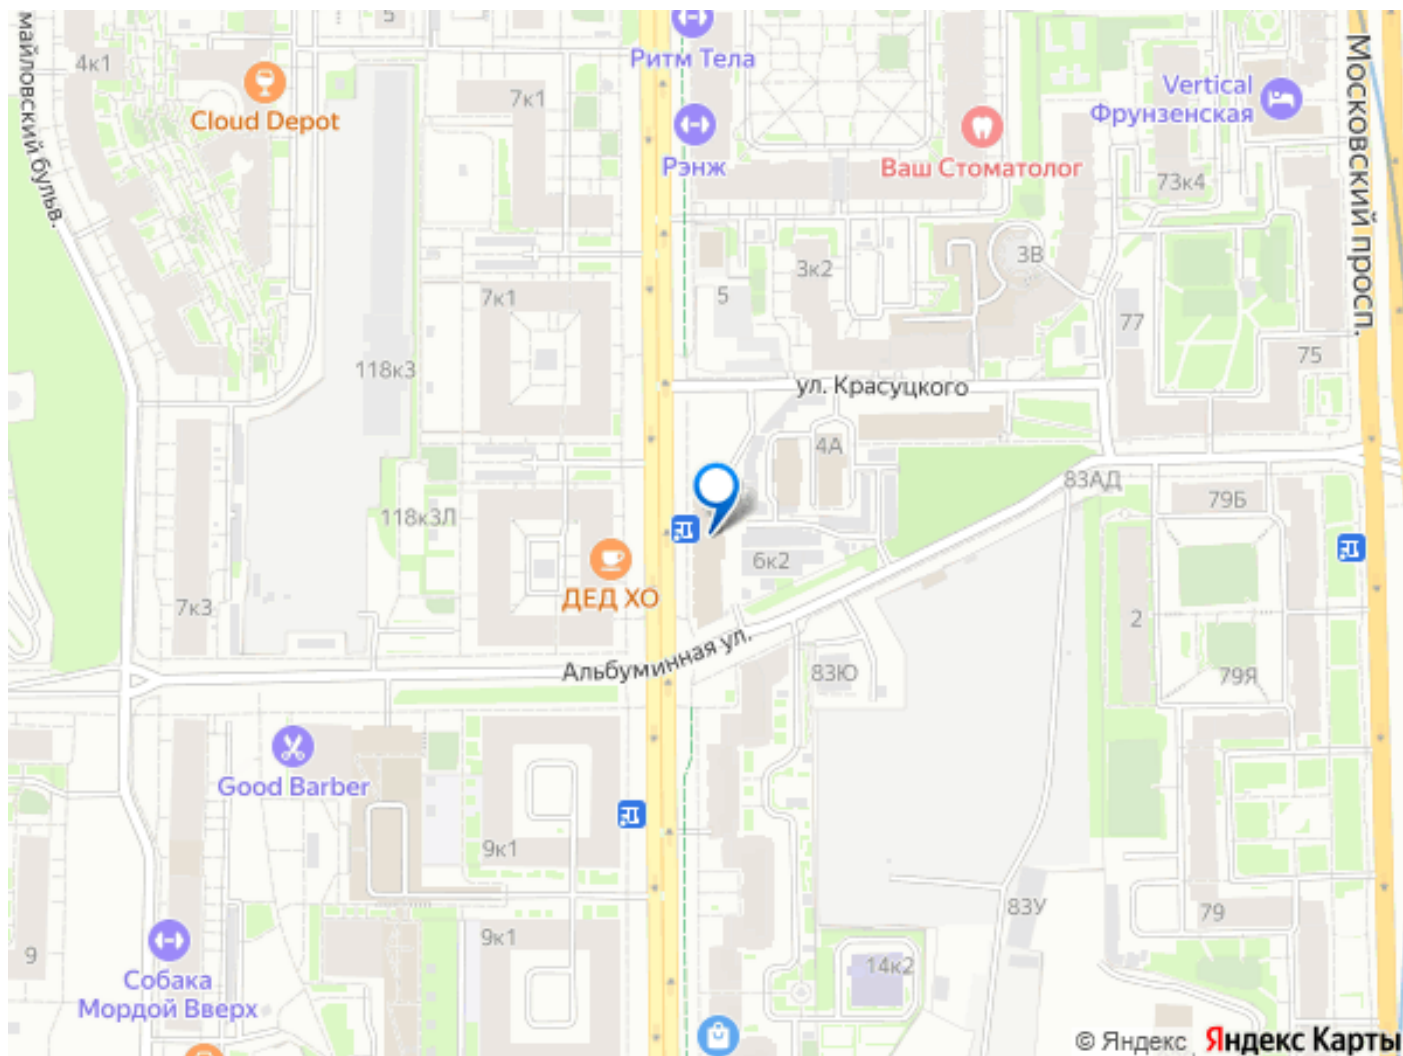 5
4к1
майловский бульв.
Cloud Depot
7к1
Ритм Тела
Рэнж
Ваш Стоматолог
Vertical
Фрунзенская
Московский просп.
73к4
3к2
3В
5
7к1
77
75
118к3
ул. Красуцкого
4А
83АД
79Б
118к3Л
6к2
ДЕД ХО
7к3
2
Альбуминная ул.
83Ю
79Я
Good Barber
9к1
83У
79
9к1
9
14к2
Собака
Мордой Вверх
© Яндекс Яндекс Карты